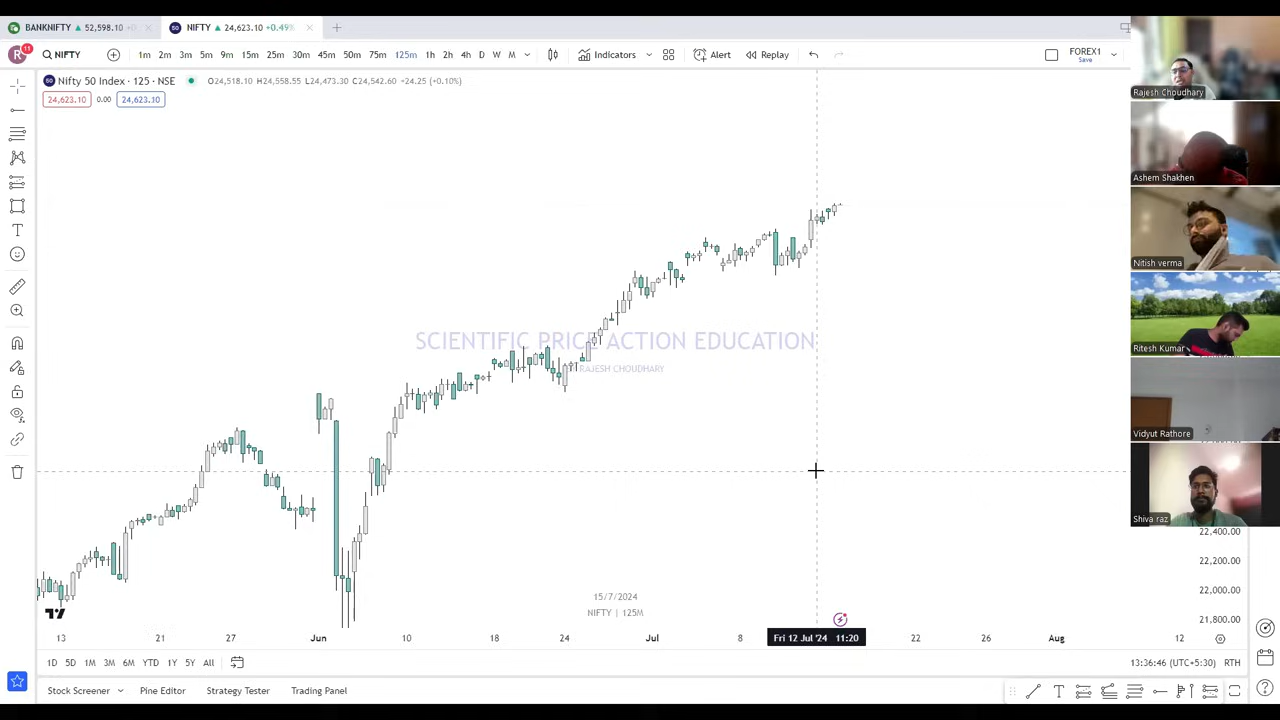 BANKNIFTY ▲ 52,598.10
NIFTY ▲ 24,623.10 +0.49%
R 11 NIFTY 1m 2m 3m 5m 9m 15m 25m 30m 45m 50m 75m 125m 1h 2h 4h D W M Indicators Alert Replay FOREX1
Save
Nifty 50 Index · 125 · NSE O24,518.10 H24,558.55 L24,473.30 C24,542.60 +24.25 (+0.10%)
24,623.10 0.00 24,623.10
Rajesh Choudhary
Ashem Shakhen
Nitish verma
Ritesh Kumar
Vidyut Rathore
Shiva raz
SCIENTIFIC PRICE ACTION EDUCATION
RAJESH CHOUDHARY
22,400.00
22,200.00
22,000.00
21,800.00
15/7/2024
NIFTY | 125M
13 21 27 Jun 10 18 24 Jul 8 Fri 12 Jul '24 11:20 22 26 Aug 12
1D 5D 1M 3M 6M YTD 1Y 5Y All 13:36:46 (UTC+5:30) RTH
Stock Screener Pine Editor Strategy Tester Trading Panel